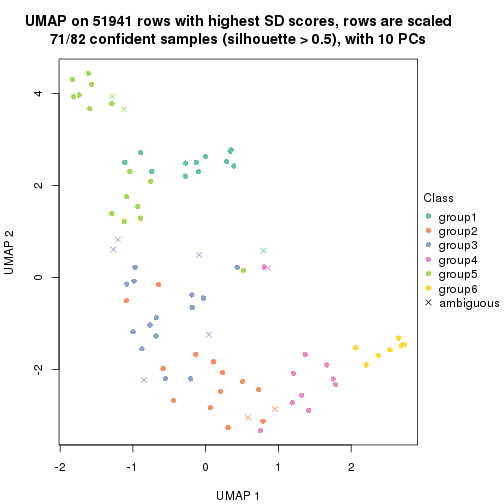 UMAP on 51941 rows with highest SD scores, rows are scaled
71/82 confident samples (silhouette > 0.5), with 10 PCs
4
2
0
-2
UMAP 2
-2
-1
0
1
2
UMAP 1
Class
group1
group2
group3
group4
group5
group6
ambiguous